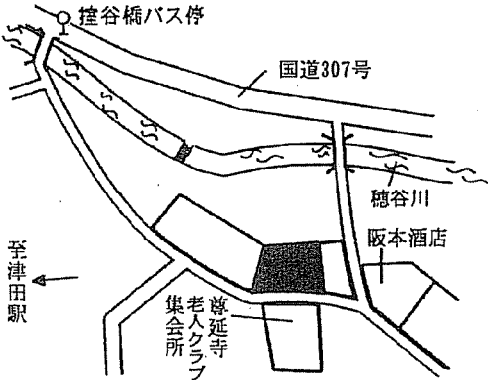 撞谷橋バス停
国道307号
穂谷川
阪本酒店
至津田駅
尊延寺
老人クラブ
集会所